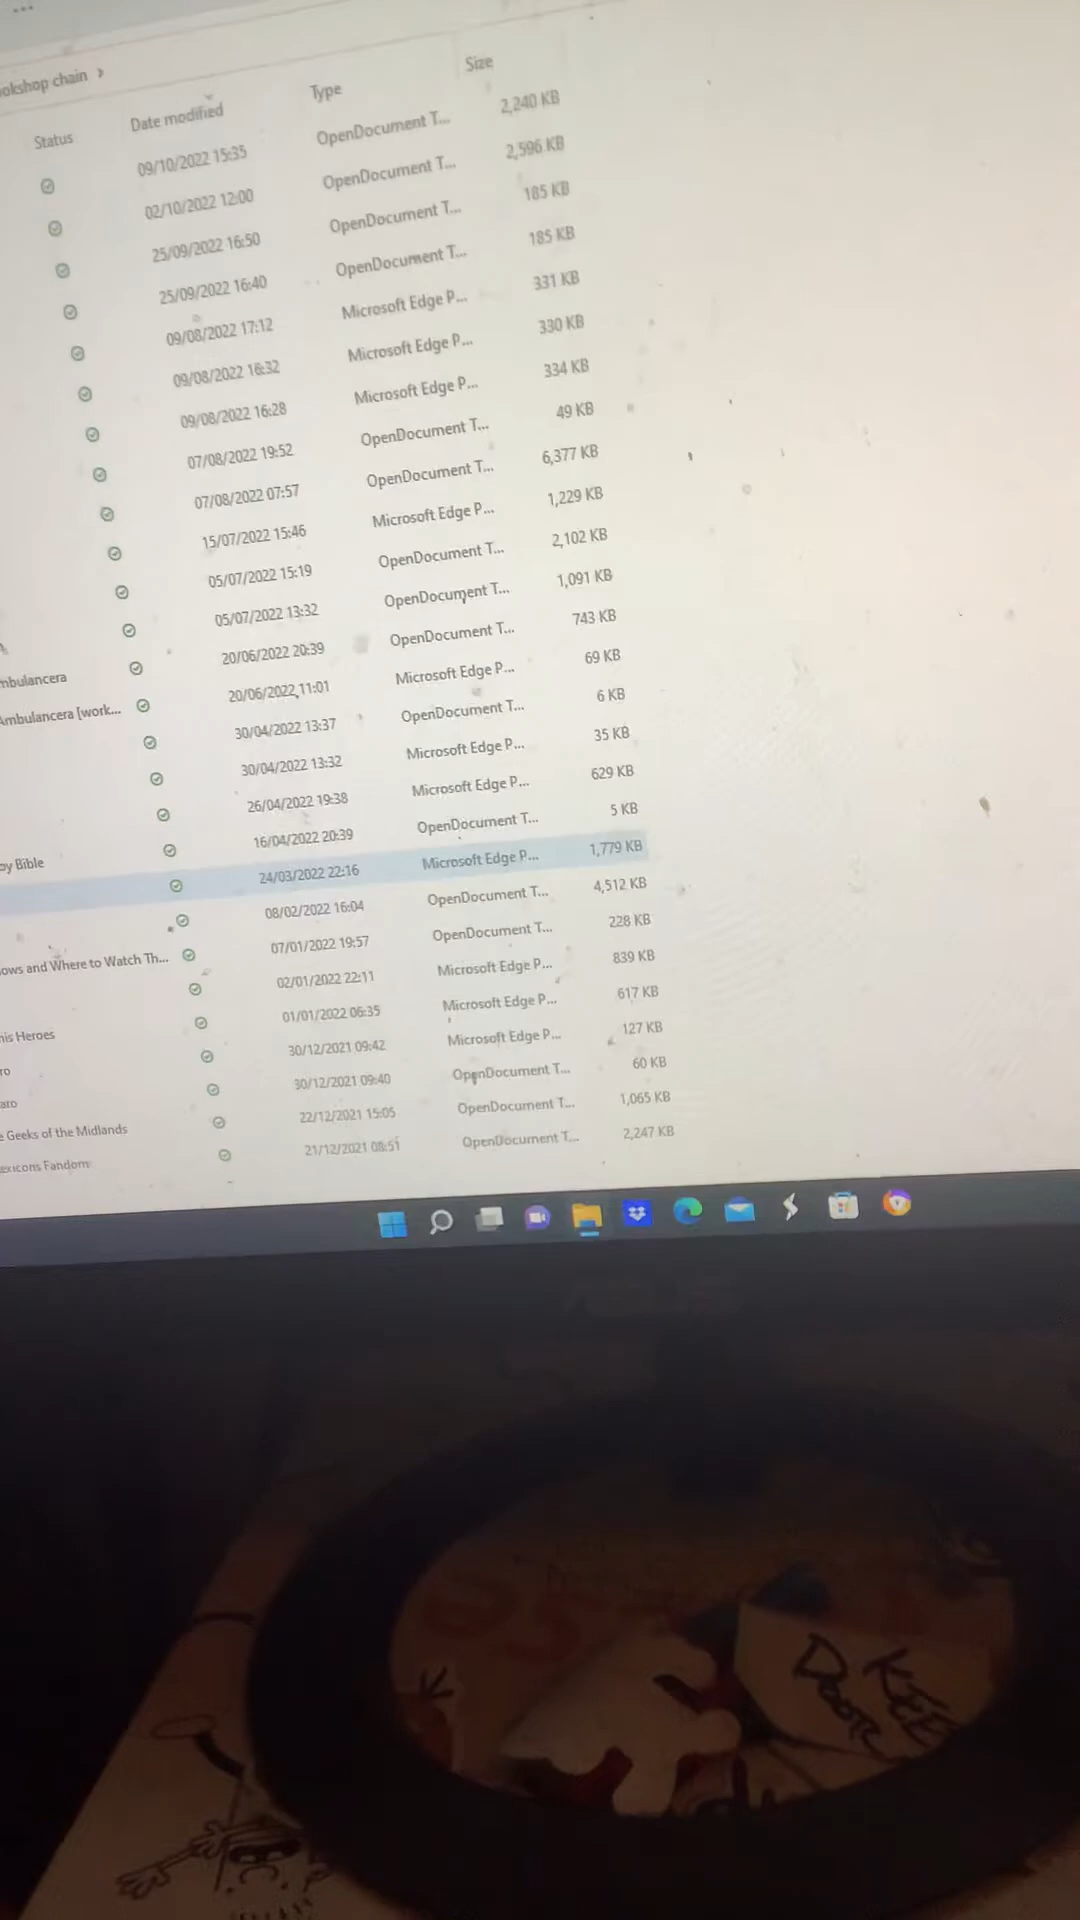 okshop chain >
Status Date modified Type Size
09/10/2022 15:35 OpenDocument T... 2,240 KB
02/10/2022 12:00 OpenDocument T... 2,596 KB
25/09/2022 16:50 OpenDocument T... 185 KB
25/09/2022 16:40 OpenDocument T... 185 KB
09/08/2022 17:12 Microsoft Edge P... 331 KB
09/08/2022 16:32 Microsoft Edge P... 330 KB
09/08/2022 16:28 Microsoft Edge P... 334 KB
07/08/2022 19:52 OpenDocument T... 49 KB
07/08/2022 07:57 OpenDocument T... 6,377 KB
15/07/2022 15:46 Microsoft Edge P... 1,229 KB
05/07/2022 15:19 OpenDocument T... 2,102 KB
05/07/2022 13:32 OpenDocument T... 1,091 KB
mbulancera 20/06/2022 20:39 OpenDocument T... 743 KB
Ambulancera [work... 20/06/2022 11:01 Microsoft Edge P... 69 KB
30/04/2022 13:37 OpenDocument T... 6 KB
30/04/2022 13:32 Microsoft Edge P... 35 KB
26/04/2022 19:38 Microsoft Edge P... 629 KB
oy Bible 16/04/2022 20:39 OpenDocument T... 5 KB
24/03/2022 22:16 Microsoft Edge P... 1,779 KB
08/02/2022 16:04 OpenDocument T... 4,512 KB
ows and Where to Watch Th... 07/01/2022 19:57 OpenDocument T... 228 KB
02/01/2022 22:11 Microsoft Edge P... 839 KB
his Heroes 01/01/2022 06:35 Microsoft Edge P... 617 KB
ro 30/12/2021 09:42 Microsoft Edge P... 127 KB
aro 30/12/2021 09:40 OpenDocument T... 60 KB
e Geeks of the Midlands 22/12/2021 15:05 OpenDocument T... 1,065 KB
exicons Fandom 21/12/2021 08:51 OpenDocument T... 2,247 KB
DOOR